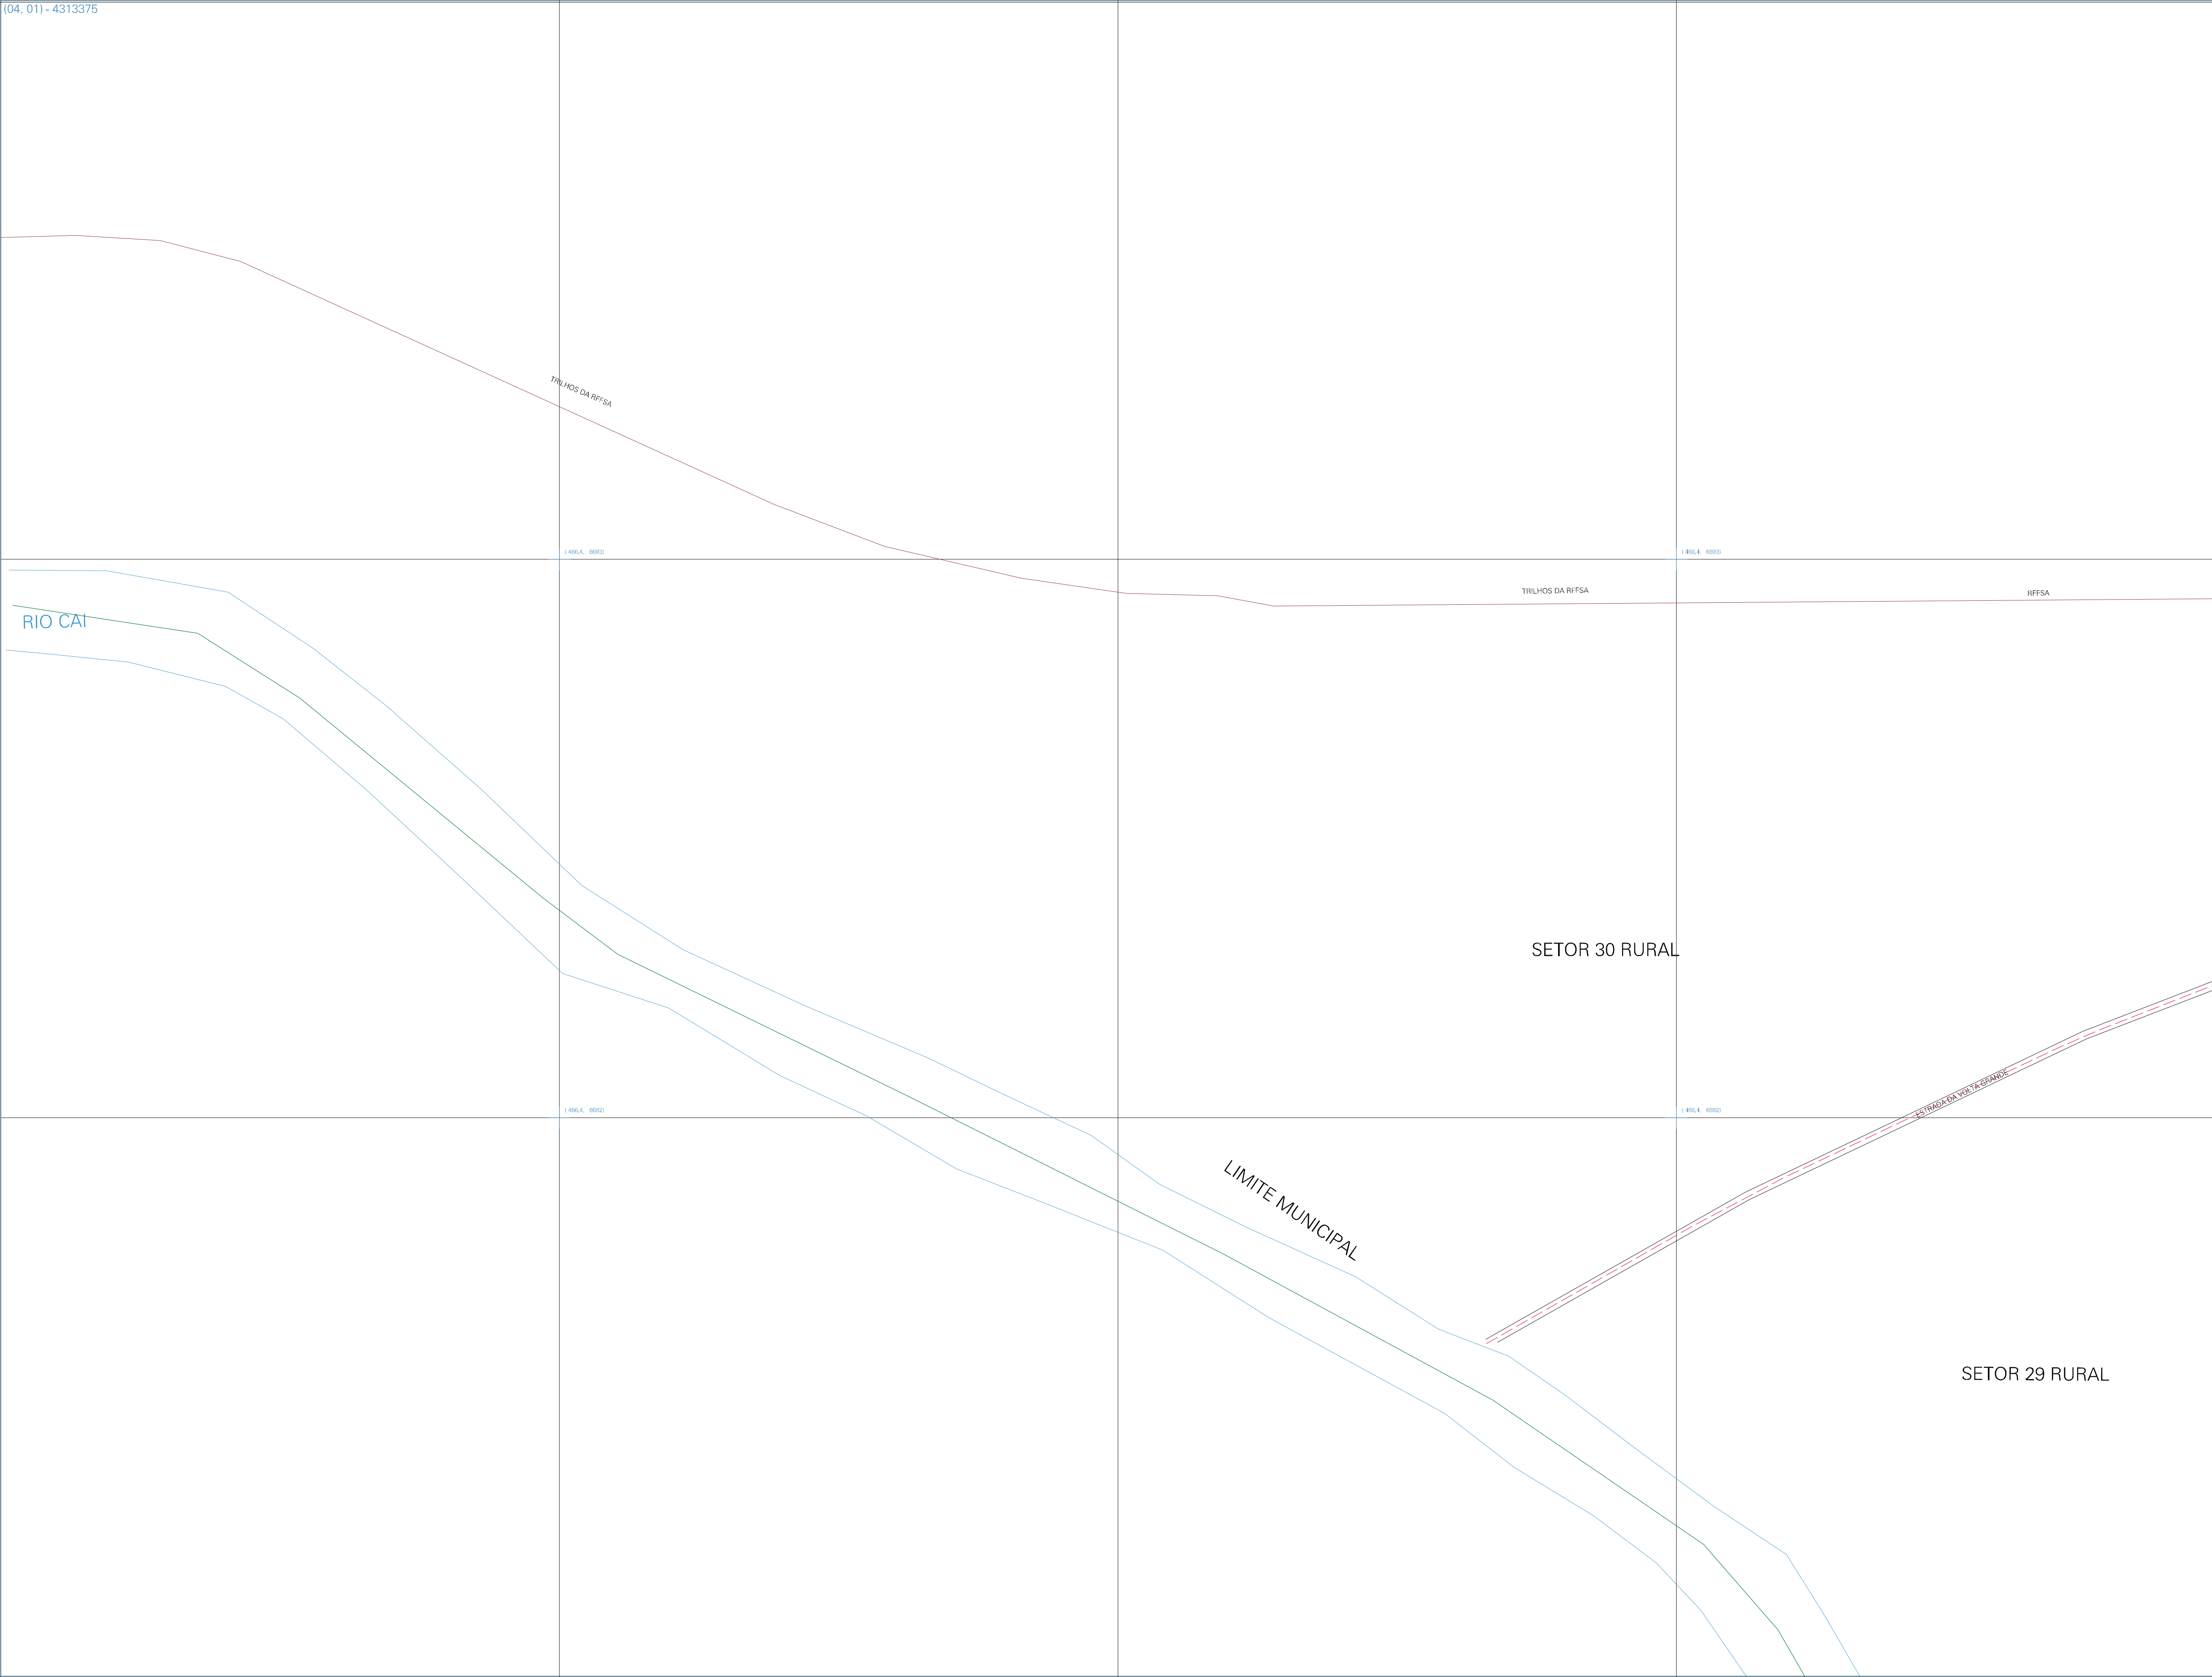 (04, 01) - 4313375
TRILHOS DA RFFSA
TRILHOS DA RFFSA
RFFSA
RIO CAI
SETOR 30 RURAL
ESTRADA DA VOLTA GRANDE
LIMITE MUNICIPAL
SETOR 29 RURAL